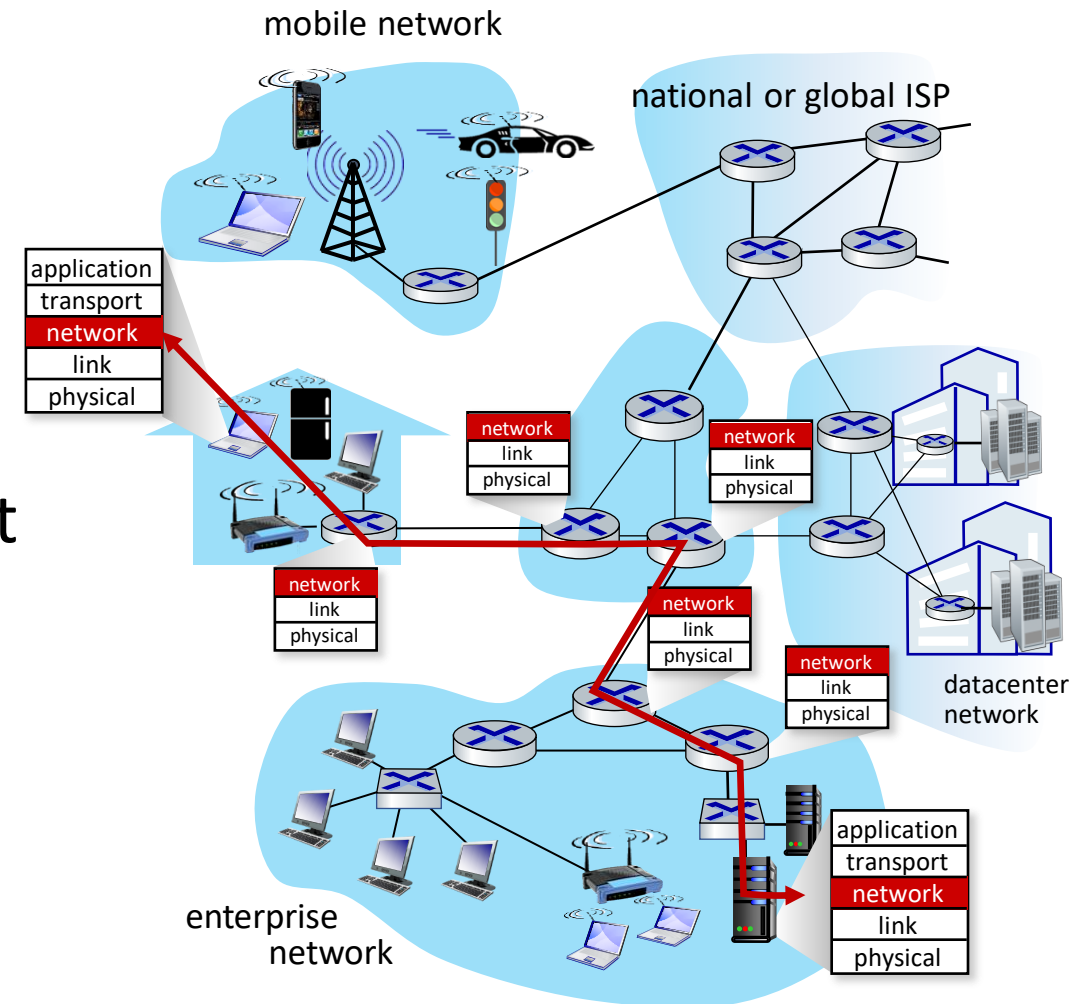 mobile network
national or global ISP
application
transport
network
link
physical
network
link
physical
network
link
physical
t
network
link
physical
network
link
physical
network
link
physical
datacenter
network
application
transport
network
link
physical
enterprise
network